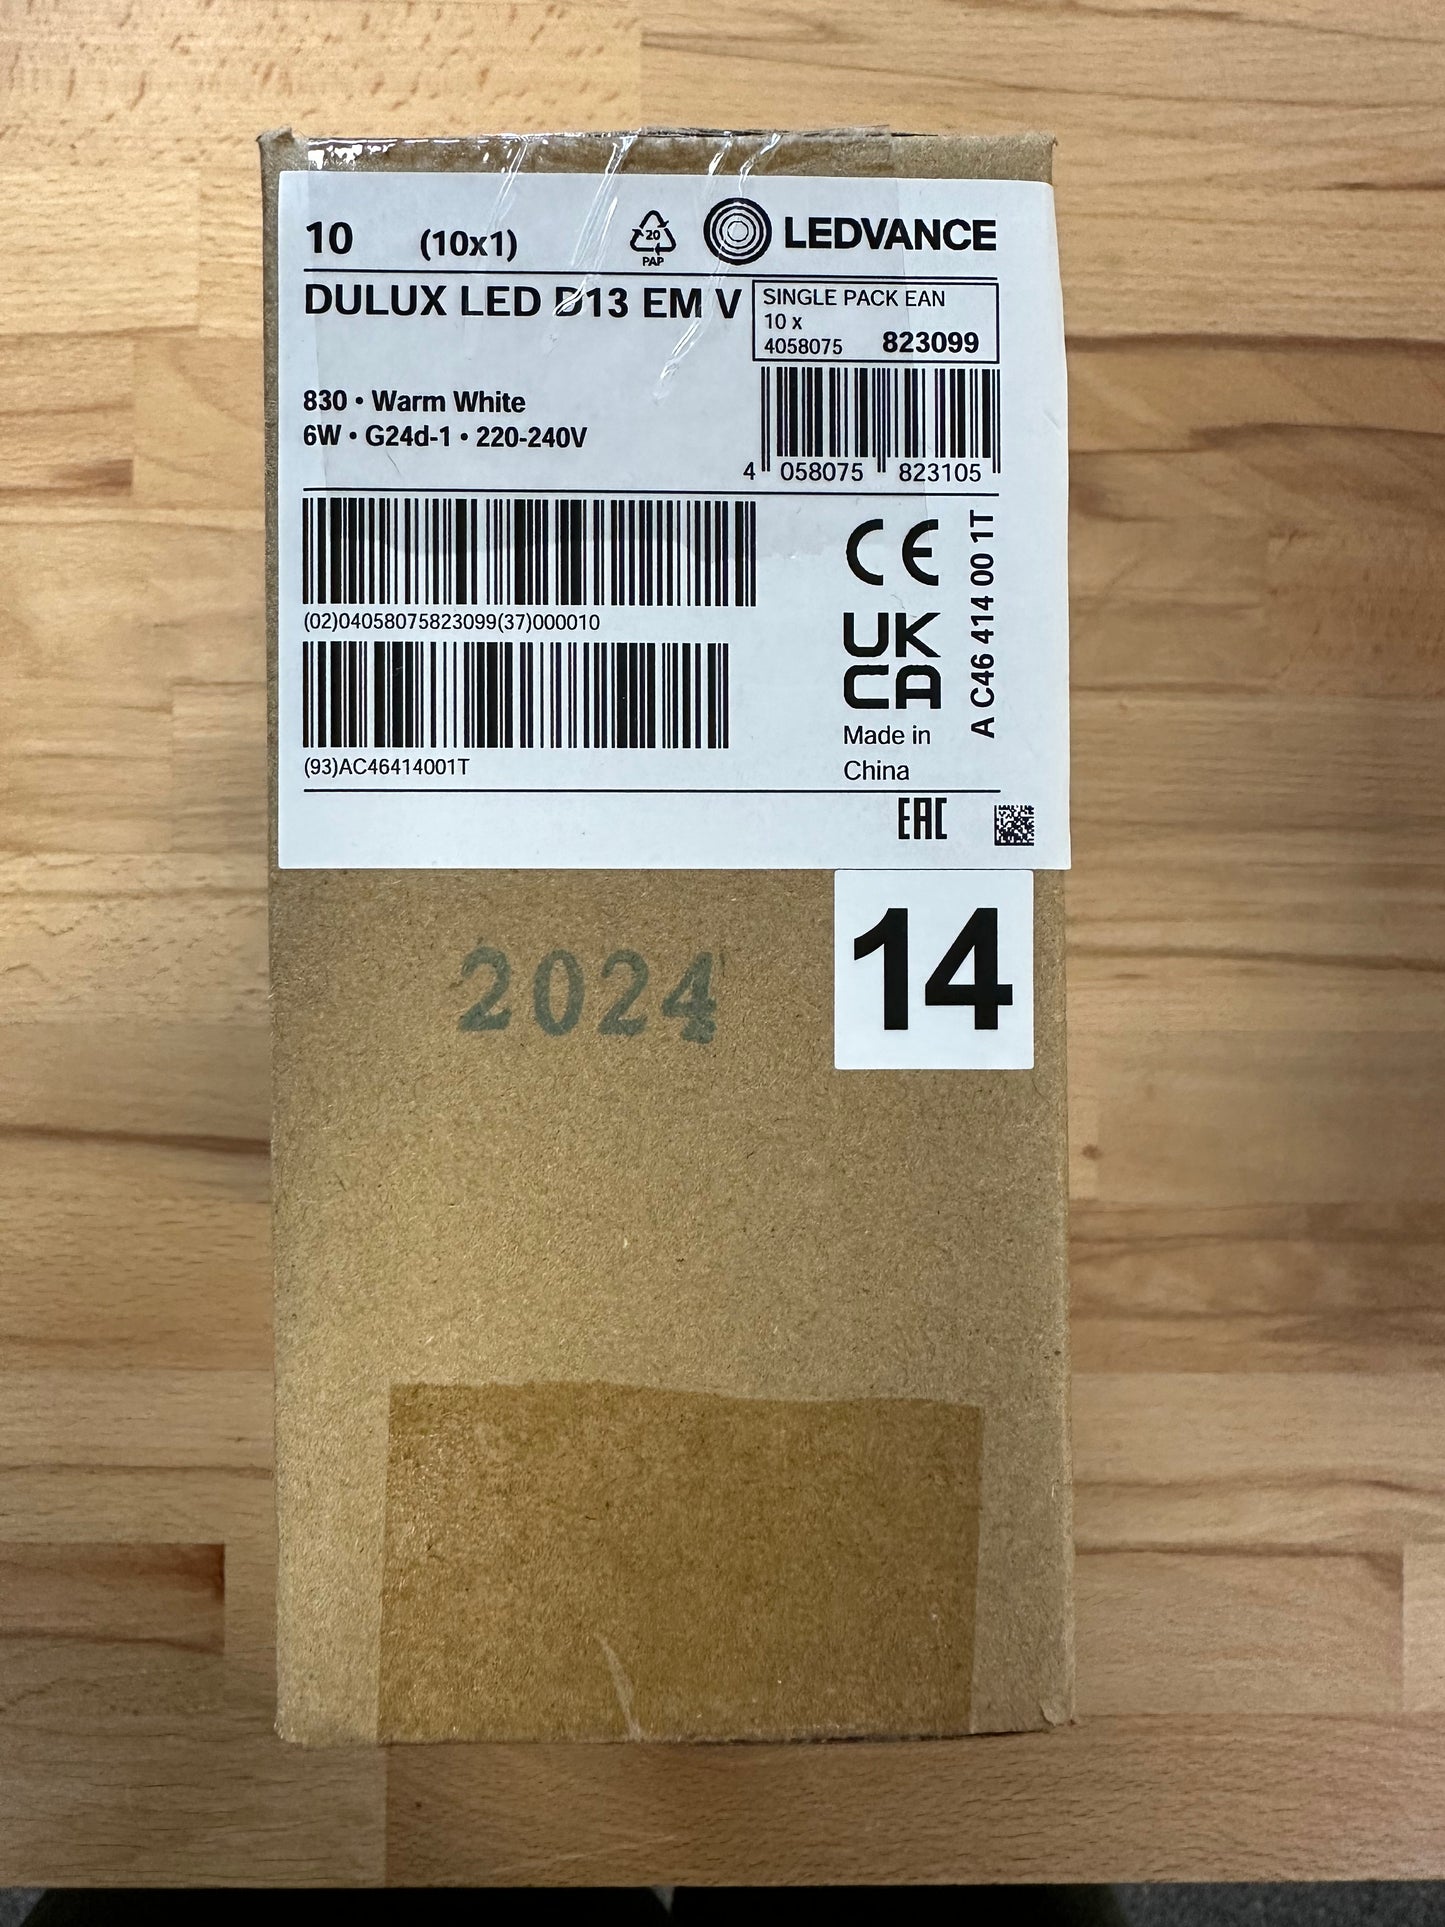 10 (10x1) 20 PAP LEDVANCE
DULUX LED D13 EM V
SINGLE PACK EAN
10 x
4058075 823099
830 • Warm White
6W • G24d-1 • 220-240V
4 058075 823105
(02)04058075823099(37)000010
(93)AC46414001T
CE
UK
CA
Made in
China
A C46 414 00 1T
EAC
14
2024